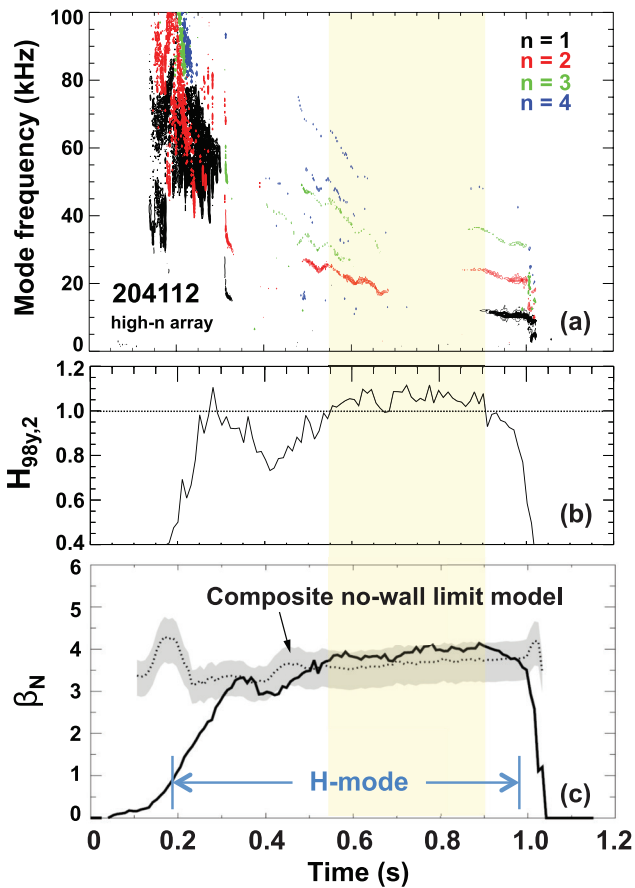 100
80
60
40
20
0
Mode frequency (kHz)
n = 1
n = 2
n = 3
n = 4
204112
high-n array
(a)
1.2
1.0
0.8
0.6
0.4
H98y,2
(b)
6
5
4
3
2
1
0
βN
Composite no-wall limit model
H-mode
(c)
0 0.2 0.4 0.6 0.8 1.0 1.2
Time (s)